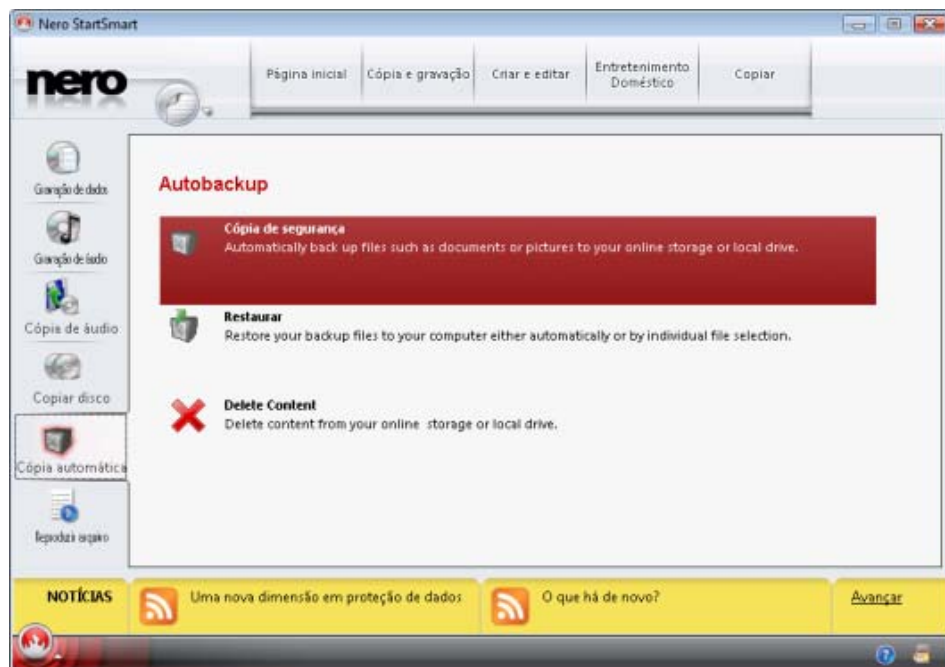 Nero StartSmart
nero
Página inicial
Cópia e gravação
Criar e editar
Entretenimento
Doméstico
Copiar
Gravação de dados
Gravação de áudio
Cópia de áudio
Copiar disco
Cópia automática
Reproduzir arquivo
Autobackup
Cópia de segurança
Automatically back up files such as documents or pictures to your online storage or local drive.
Restaurar
Restore your backup files to your computer either automatically or by individual file selection.
Delete Content
Delete content from your online storage or local drive.
NOTÍCIAS
Uma nova dimensão em proteção de dados
O que há de novo?
Avançar